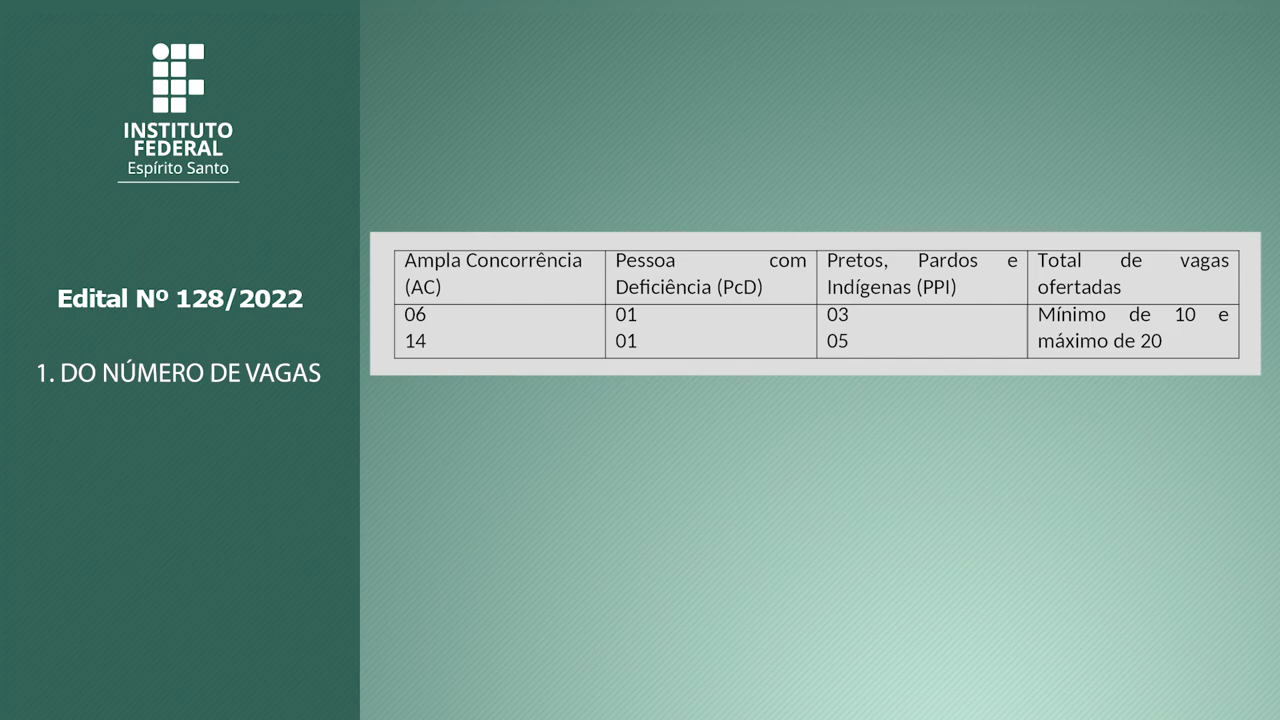 INSTITUTO
FEDERAL
Espírito Santo
Edital Nº 128/2022
1. DO NÚMERO DE VAGAS
Ampla Concorrência
(AC)
Pessoa com
Deficiência (PcD)
Pretos, Pardos e
Indígenas (PPI)
Total de vagas
ofertadas
06
14
01
01
03
05
Mínimo de 10 e
máximo de 20